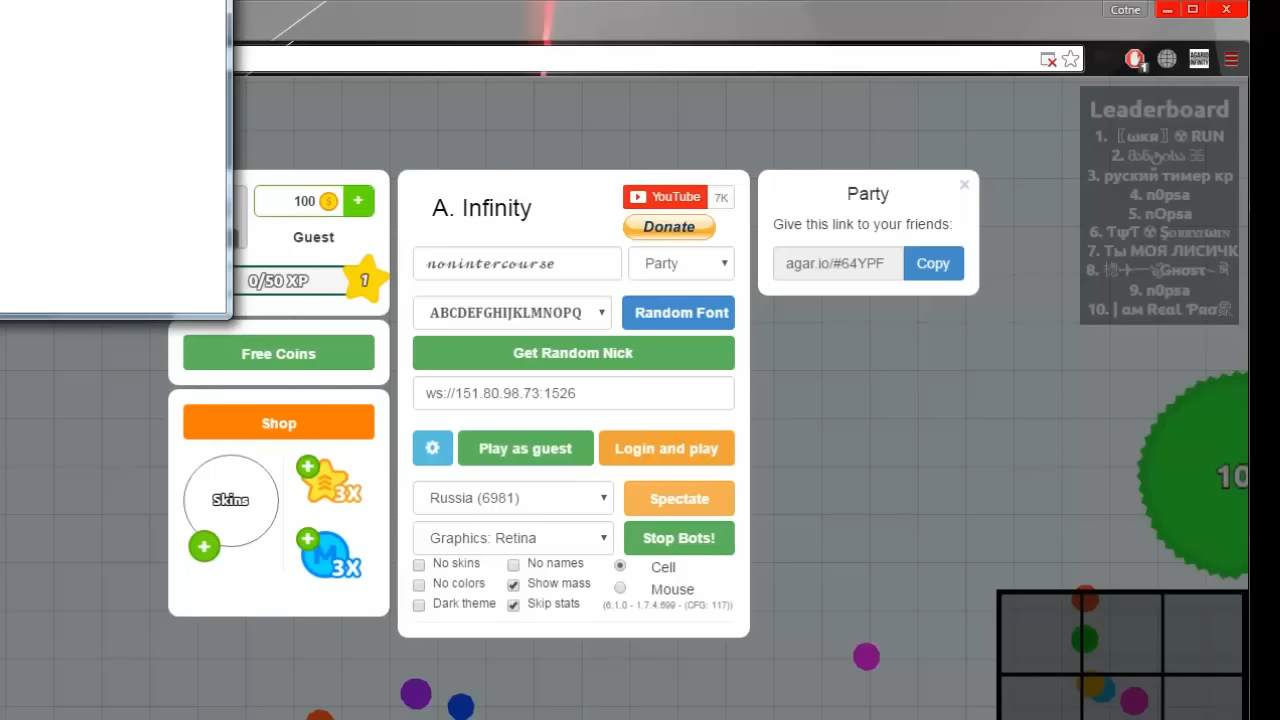 Cotne
1
AGARIO
INFINITY
Leaderboard
1. 〖ωкя〗☢ RUN
3. руский тимер кр
4. n0psa
5. nOpsa
7. Ты МОЯ ЛИСИЧК
9. n0psa
100
+
Guest
0/50 XP
1
Free Coins
Shop
Skins
3X
M 3X
A. Infinity
YouTube
7K
Donate
𝓷𝓸𝓷𝓲𝓷𝓽𝓮𝓻𝓬𝓸𝓾𝓻𝓼𝓮
Party
ABCDEFGHIJKLMNOPQ
Random Font
Get Random Nick
ws://151.80.98.73:1526
Play as guest
Login and play
Russia (6981)
Spectate
Graphics: Retina
Stop Bots!
No skins
No names
Cell
No colors
Show mass
Mouse
Dark theme
Skip stats
(6.1.0 - 1.7.4.699 - (CFG: 117))
Party
×
Give this link to your friends:
agar.io/#64YPF
Copy
10